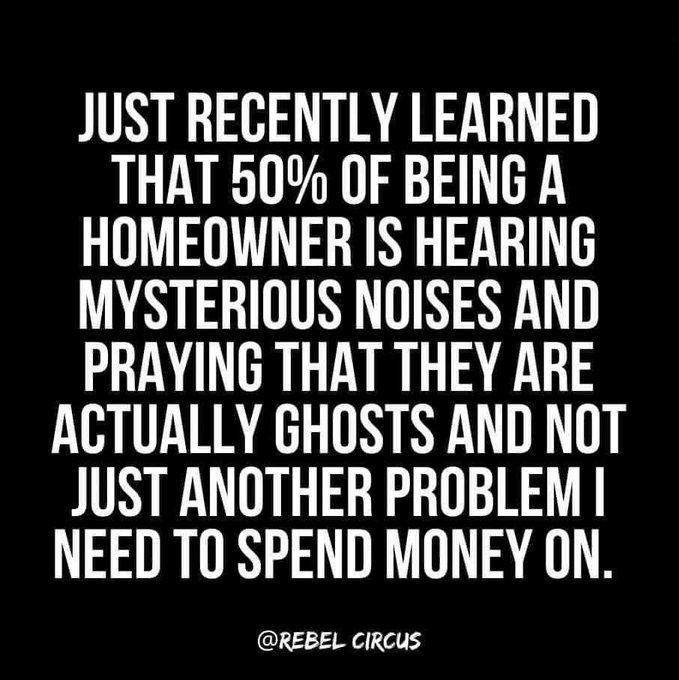 JUST RECENTLY LEARNED
THAT 50% OF BEING A
HOMEOWNER IS HEARING
MYSTERIOUS NOISES AND
PRAYING THAT THEY ARE
ACTUALLY GHOSTS AND NOT
JUST ANOTHER PROBLEM I
NEED TO SPEND MONEY ON.
@REBEL CIRCUS